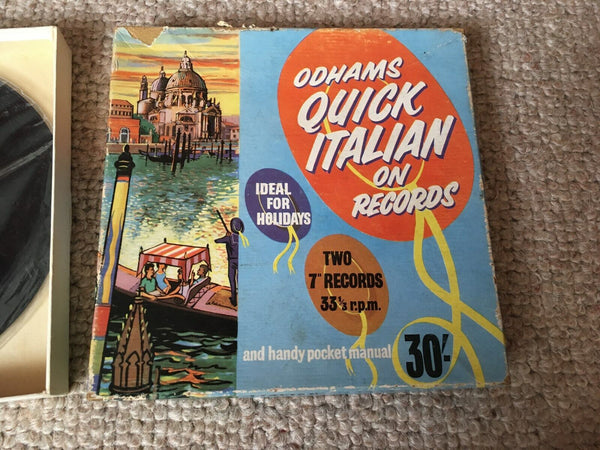 ODHAMS
QUICK
ITALIAN
ON
RECORDS
IDEAL
FOR
HOLIDAYS
TWO
7" RECORDS
33⅓ r.p.m.
and handy pocket manual
30/-